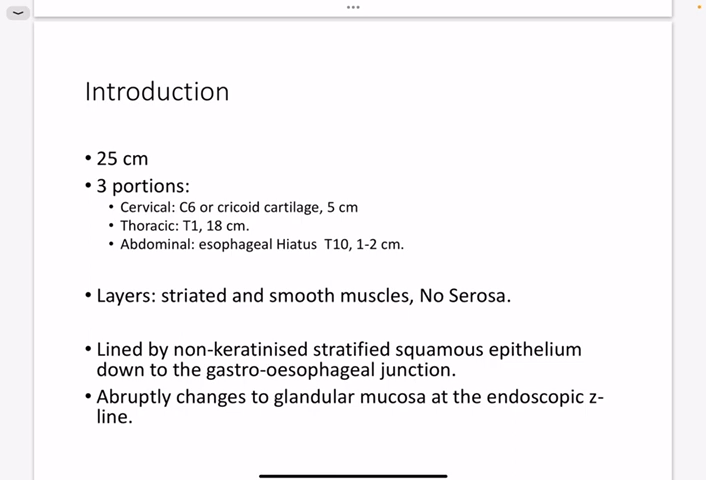 Introduction
• 25 cm
• 3 portions:
• Cervical: C6 or cricoid cartilage, 5 cm
• Thoracic: T1, 18 cm.
• Abdominal: esophageal Hiatus  T10, 1-2 cm.
• Layers: striated and smooth muscles, No Serosa.
• Lined by non-keratinised stratified squamous epithelium
down to the gastro-oesophageal junction.
• Abruptly changes to glandular mucosa at the endoscopic z-
line.